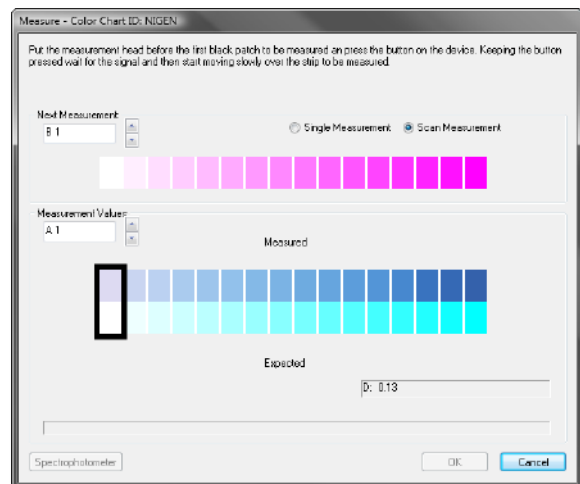 Measure - Color Chart ID: NIGEN
Put the measurement head before the first black patch to be measured an press the button on the device. Keeping the button
pressed wait for the signal and then start moving slowly over the strip to be measured.
Next Measurement
B 1
Single Measurement
Scan Measurement
Measurement Values
A 1
Measured
Expected
D: 0.13
Spectrophotometer
OK
Cancel